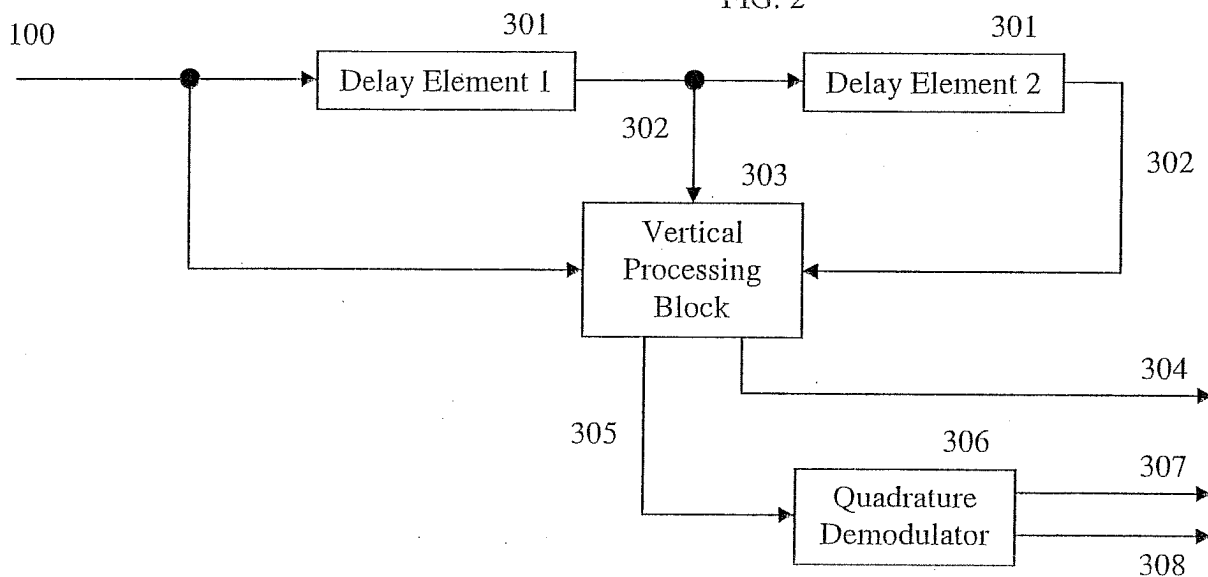 FIG. 2
100
301
301
Delay Element 1
Delay Element 2
302
302
303
Vertical
Processing
Block
304
305
306
307
Quadrature
Demodulator
308